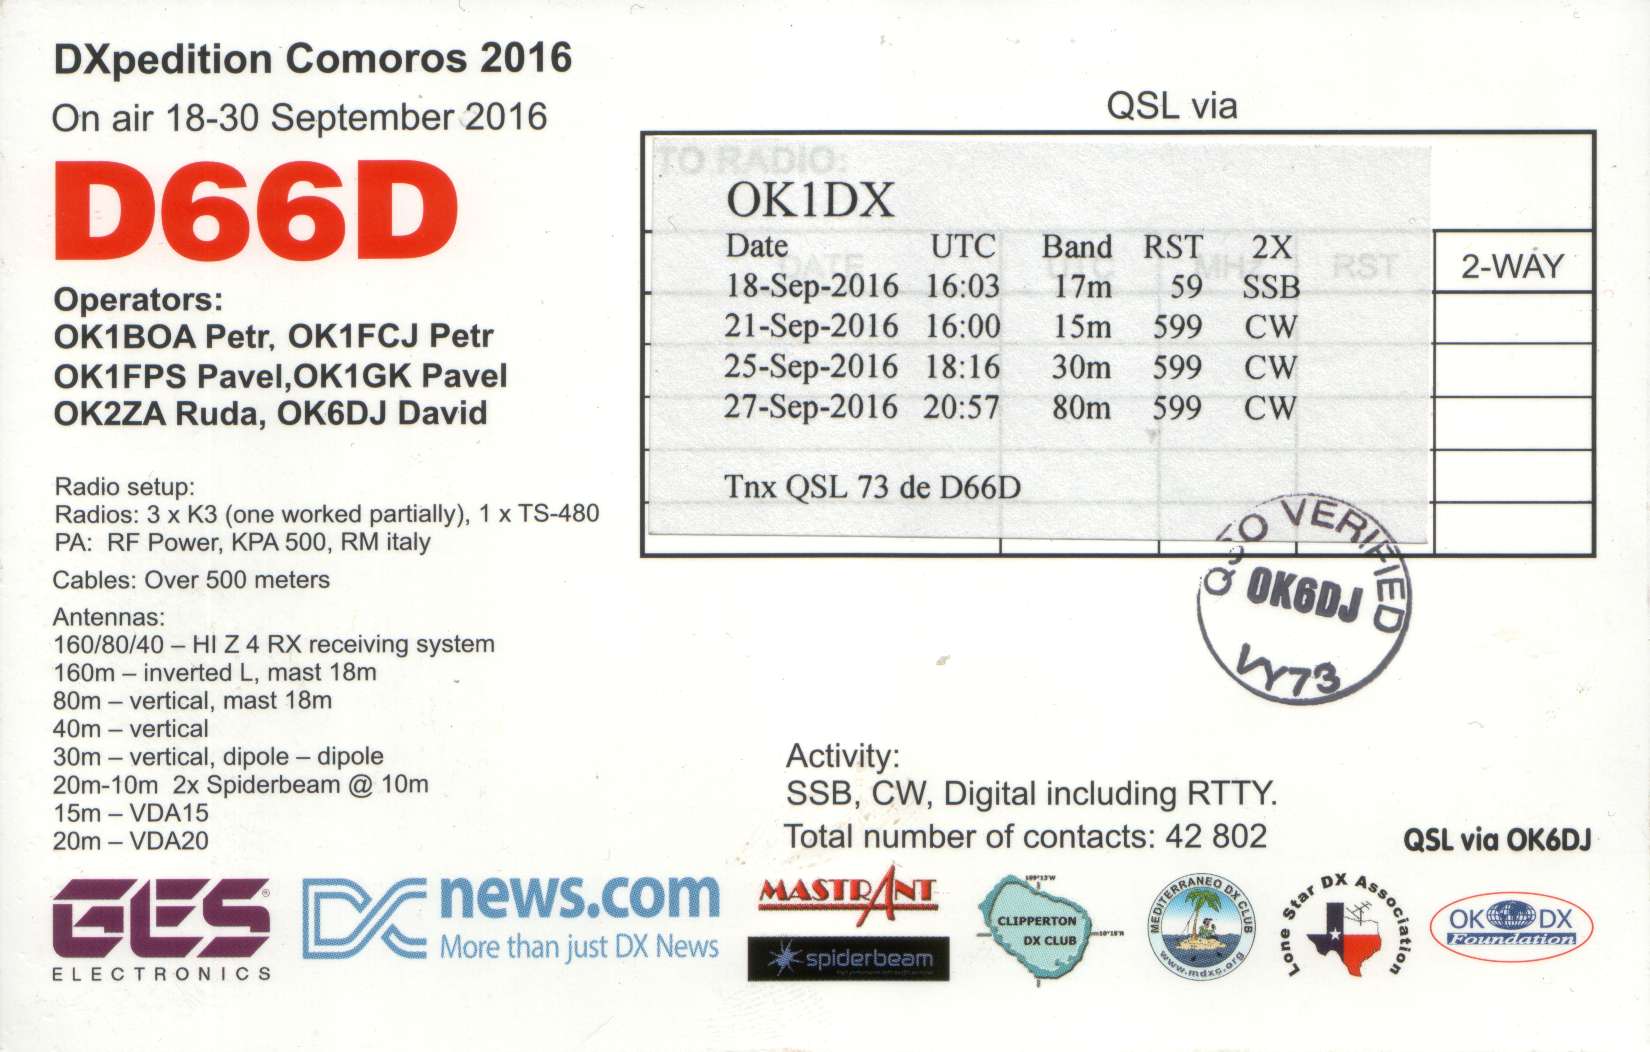 DXpedition Comoros 2016
On air 18-30 September 2016
D66D
Operators:
OK1BOA Petr, OK1FCJ Petr
OK1FPS Pavel,OK1GK Pavel
OK2ZA Ruda, OK6DJ David
Radio setup:
Radios: 3 x K3 (one worked partially), 1 x TS-480
PA: RF Power, KPA 500, RM italy
Cables: Over 500 meters
Antennas:
160/80/40 – HI Z 4 RX receiving system
160m – inverted L, mast 18m
80m – vertical, mast 18m
40m – vertical
30m – vertical, dipole – dipole
20m-10m 2x Spiderbeam @ 10m
15m – VDA15
20m – VDA20
QSL via
TO RADIO:
OK1DX
Date UTC Band RST 2X
DATE UTC MHZ RST 2-WAY
18-Sep-2016 16:03 17m 59 SSB
21-Sep-2016 16:00 15m 599 CW
25-Sep-2016 18:16 30m 599 CW
27-Sep-2016 20:57 80m 599 CW
Tnx QSL 73 de D66D
QSO VERIFIED
OK6DJ
VY73
Activity:
SSB, CW, Digital including RTTY.
Total number of contacts: 42 802
QSL via OK6DJ
GES®
ELECTRONICS
DX news.com
More than just DX News
MASTRANT
spiderbeam
109°13'W
CLIPPERTON
DX CLUB
10°18'N
MEDITERRANEO DX CLUB
www.mdxc.org
Lone Star DX Association
OK DX
Foundation